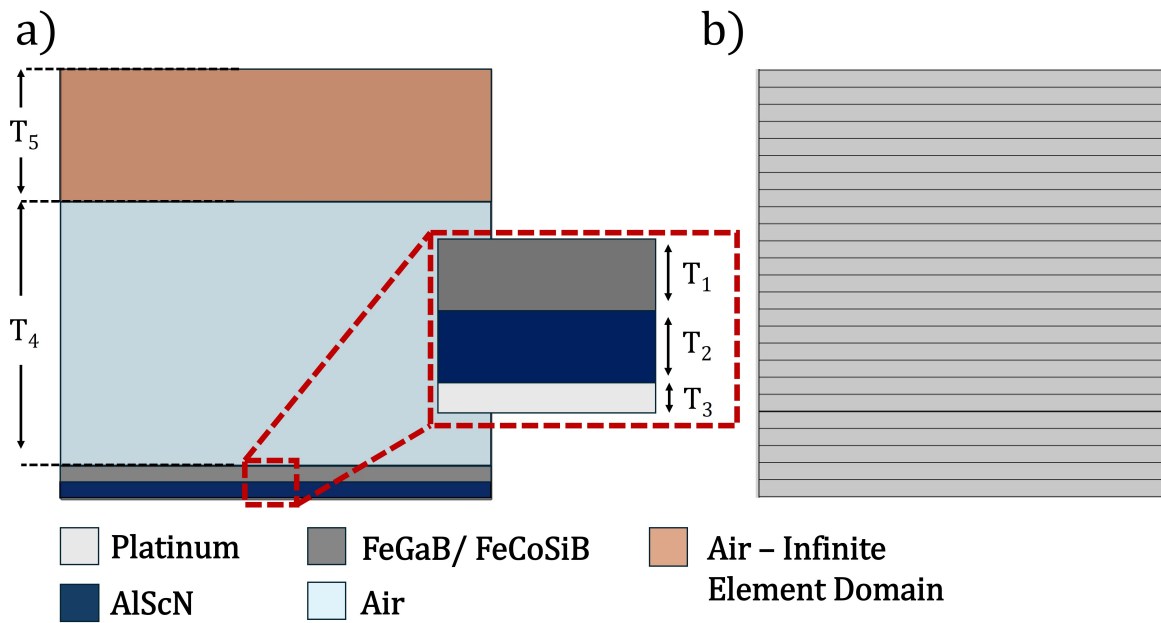 a)
b)
T₅
T₄
T₁
T₂
T₃
Platinum
FeGaB/ FeCoSiB
Air – Infinite
Element Domain
AlScN
Air